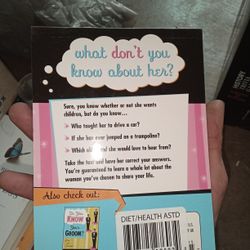 what don't you
know about her?
Sure, you know whether or not she wants
children, but do you know...
➤ Who taught her to drive a car?
➤ If she has ever jumped on a trampoline?
➤ Which she would love to hear from?
Take the test and have her correct your answers.
You're guaranteed to learn a whole lot about the
woman you've chosen to share your life.
Also check out:
Do You
KNOW
Your
GROOM?
DIET/HEALTH ASTD